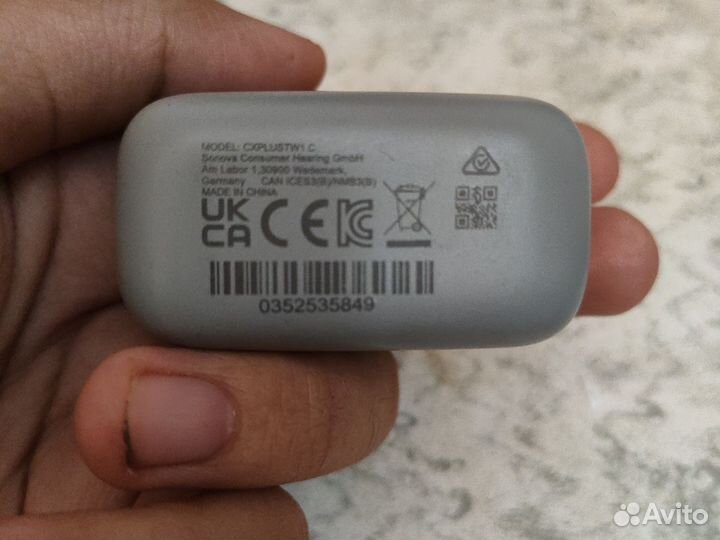 MODEL: CXPLUSTW1 C
Sonova Consumer Hearing GmbH
Am Labor 1,30900 Wedemark,
Germany CAN ICES3(B)/NMB3(B)
MADE IN CHINA
UK
CA CE KC
0352535849
Avito